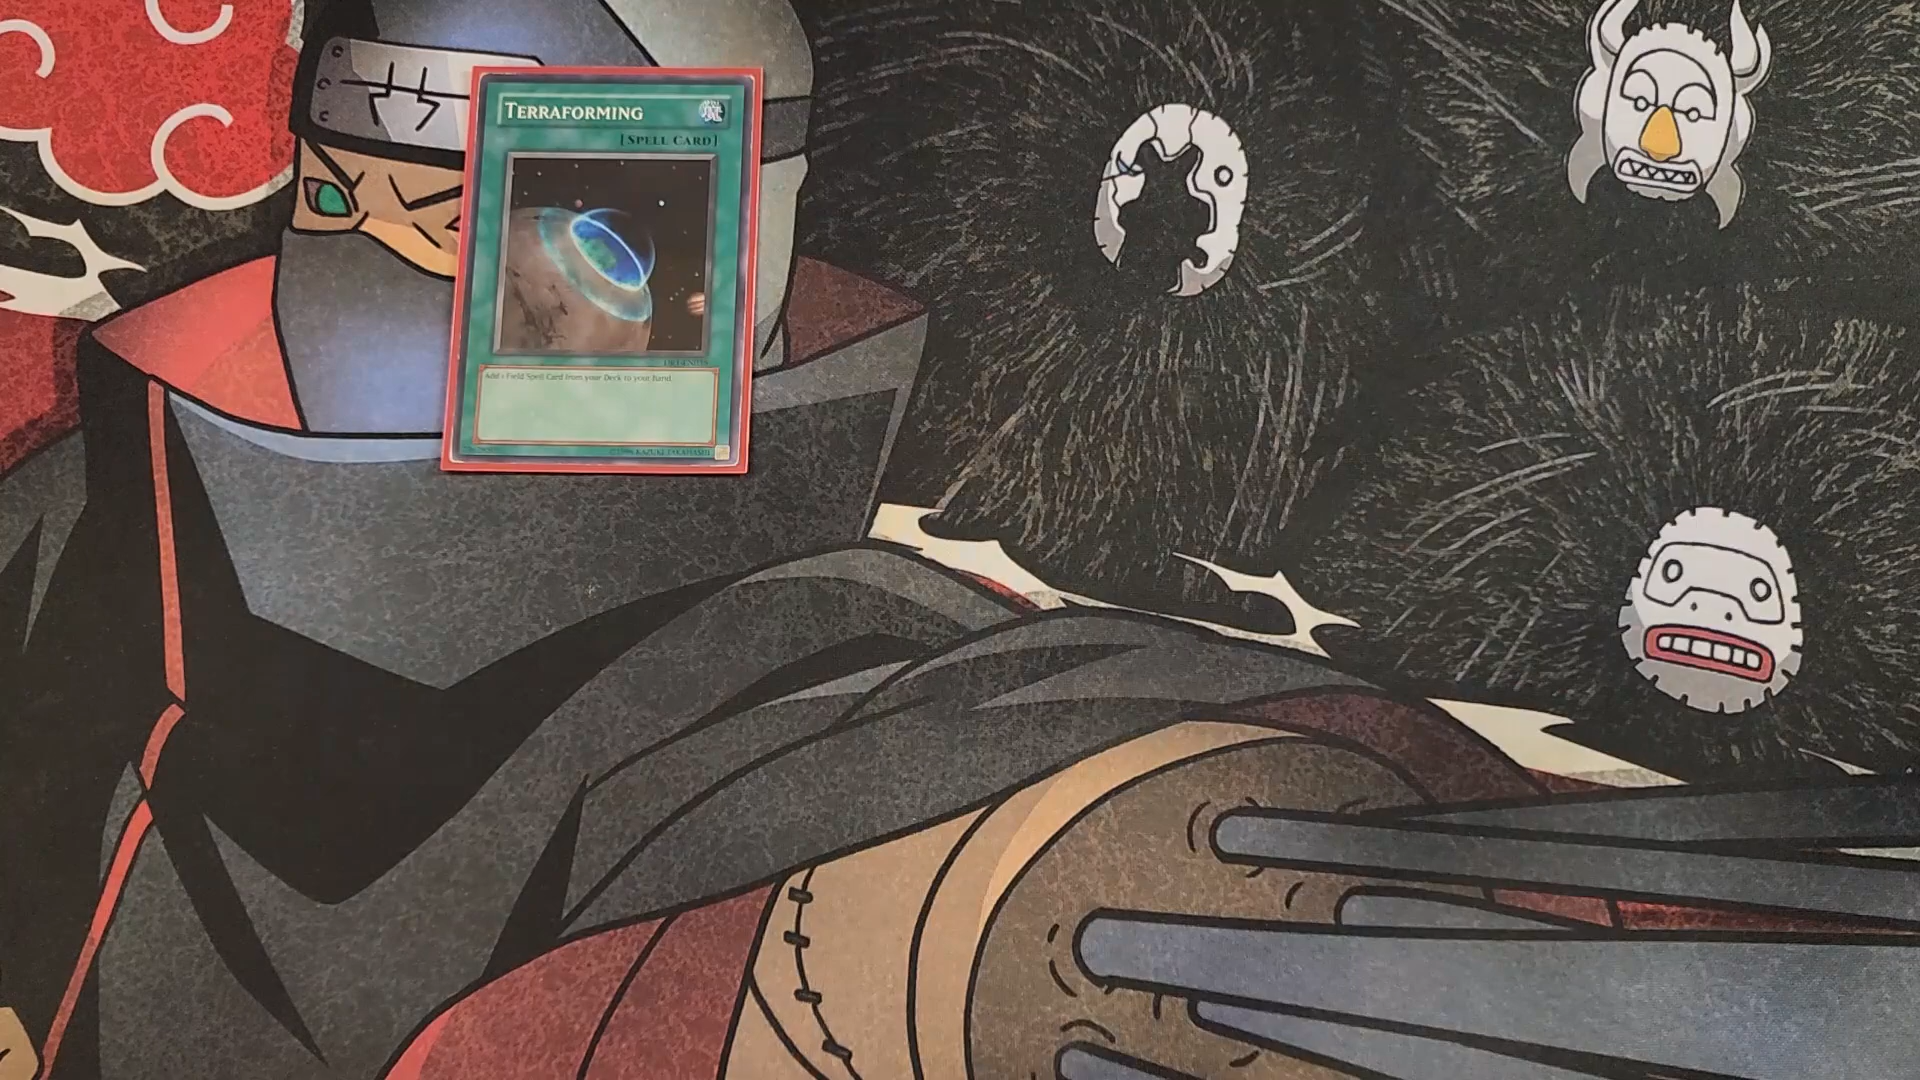 TERRAFORMING
[SPELL CARD]
Add 1 Field Spell Card from your Deck to your hand.
©1996 KAZUKI TAKAHASHI